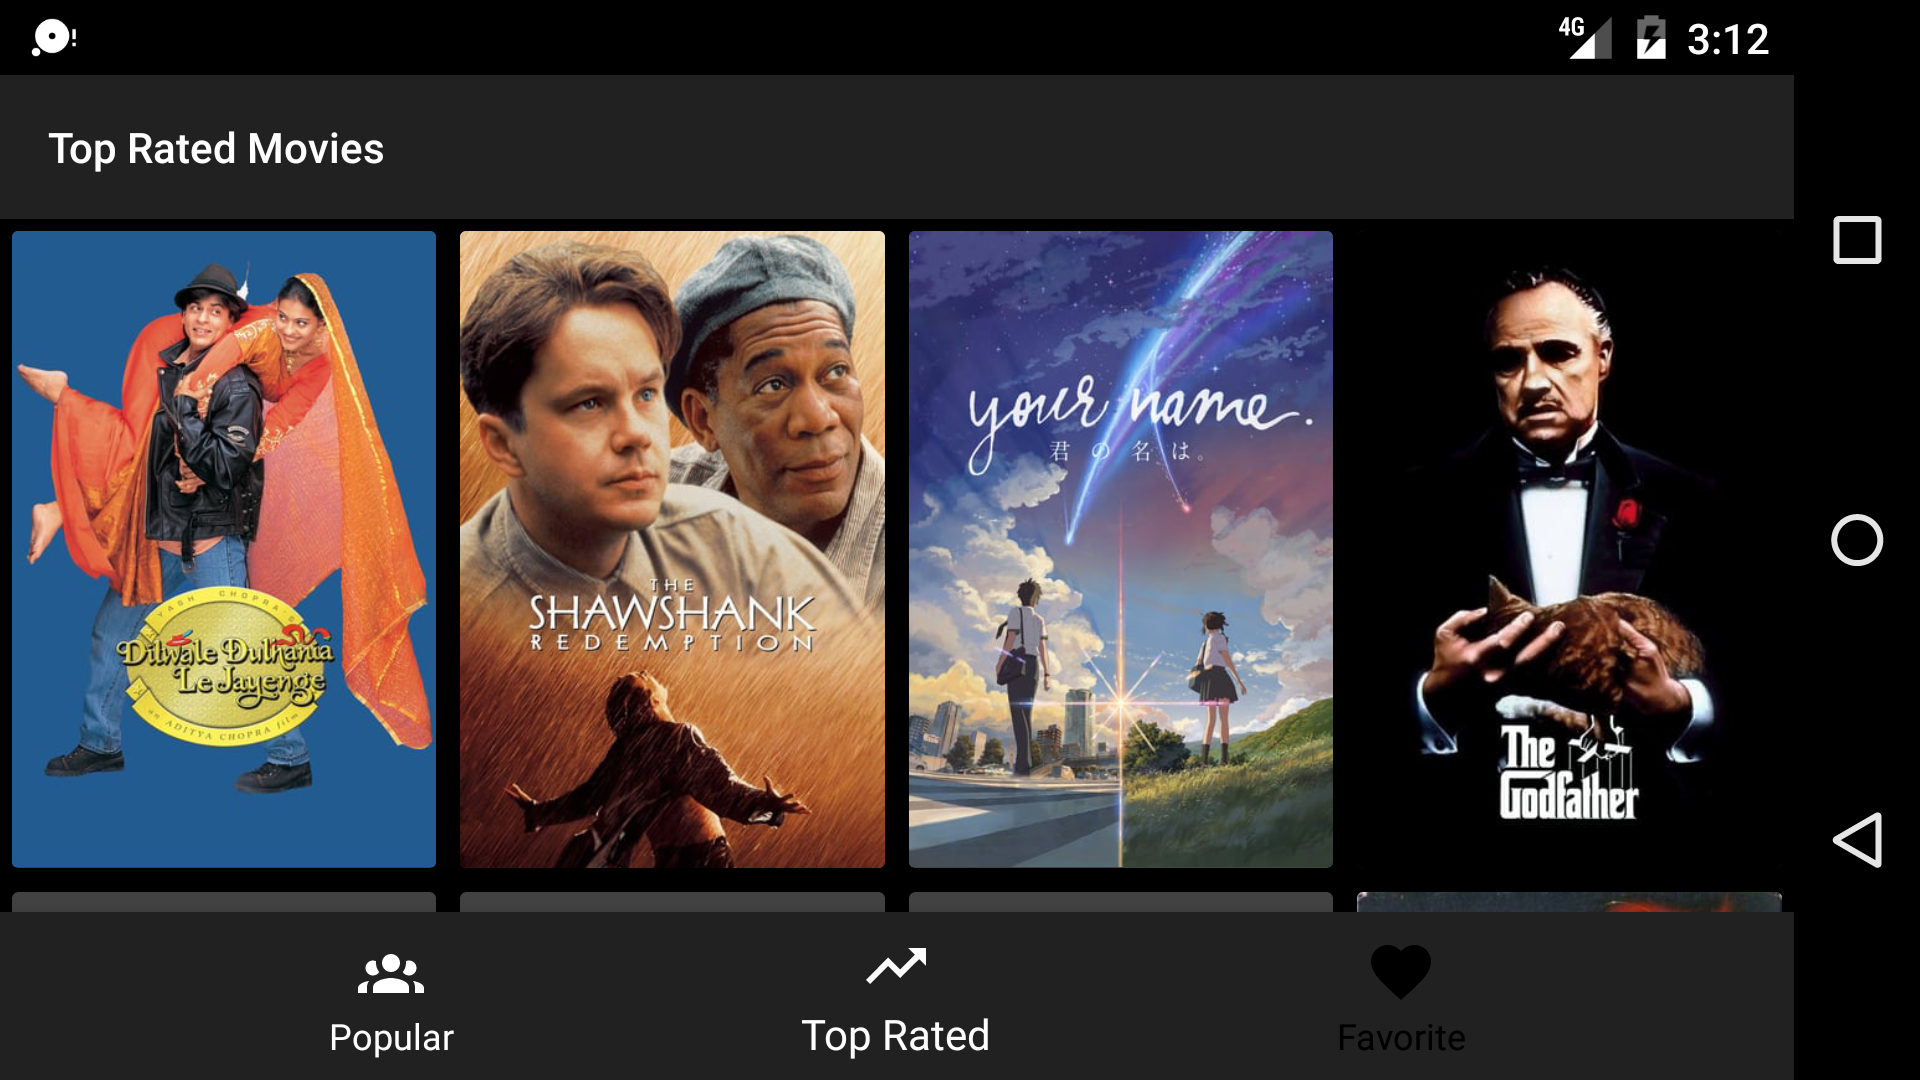 4G 3:12
Top Rated Movies
YASH CHOPRA'S
Dilwale Dulhania
Le Jayenge
an ADITYA CHOPRA film
THE
SHAWSHANK
REDEMPTION
your name.
君の名は。
The
Godfather
Popular
Top Rated
Favorite